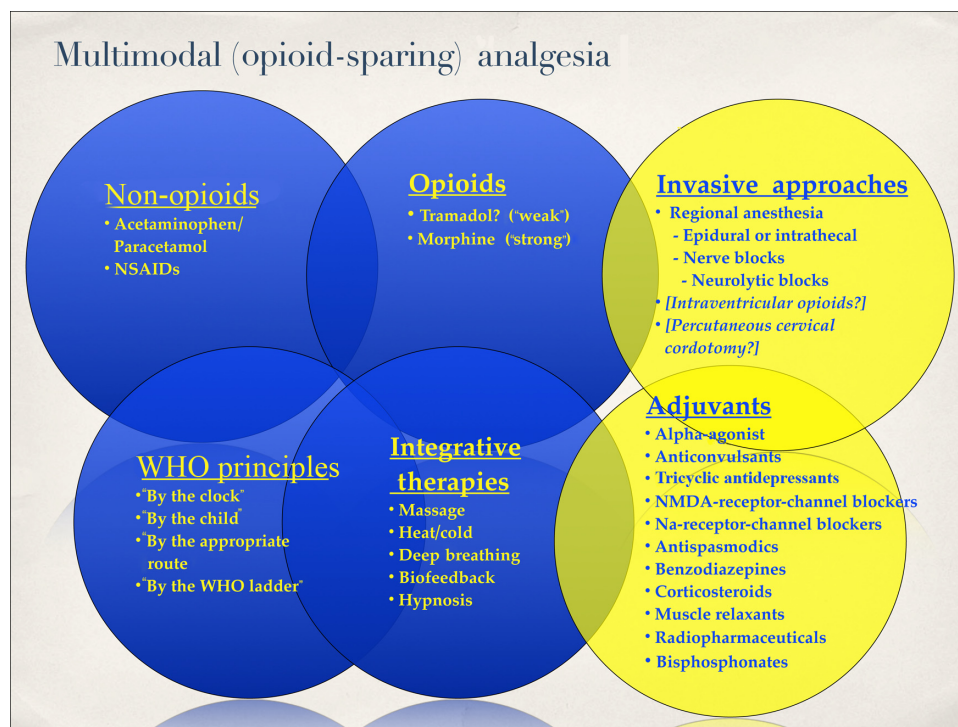 Multimodal (opioid-sparing) analgesia
Non-opioids
• Acetaminophen/
Paracetamol
• NSAIDs
Opioids
• Tramadol? ("weak")
• Morphine ("strong")
Invasive approaches
• Regional anesthesia
- Epidural or intrathecal
- Nerve blocks
- Neurolytic blocks
• [Intraventricular opioids?]
• [Percutaneous cervical
cordotomy?]
WHO principles
• "By the clock"
• "By the child"
• "By the appropriate
route
• "By the WHO ladder"
Integrative
therapies
• Massage
• Heat/cold
• Deep breathing
• Biofeedback
• Hypnosis
Adjuvants
• Alpha-agonist
• Anticonvulsants
• Tricyclic antidepressants
• NMDA-receptor-channel blockers
• Na-receptor-channel blockers
• Antispasmodics
• Benzodiazepines
• Corticosteroids
• Muscle relaxants
• Radiopharmaceuticals
• Bisphosphonates